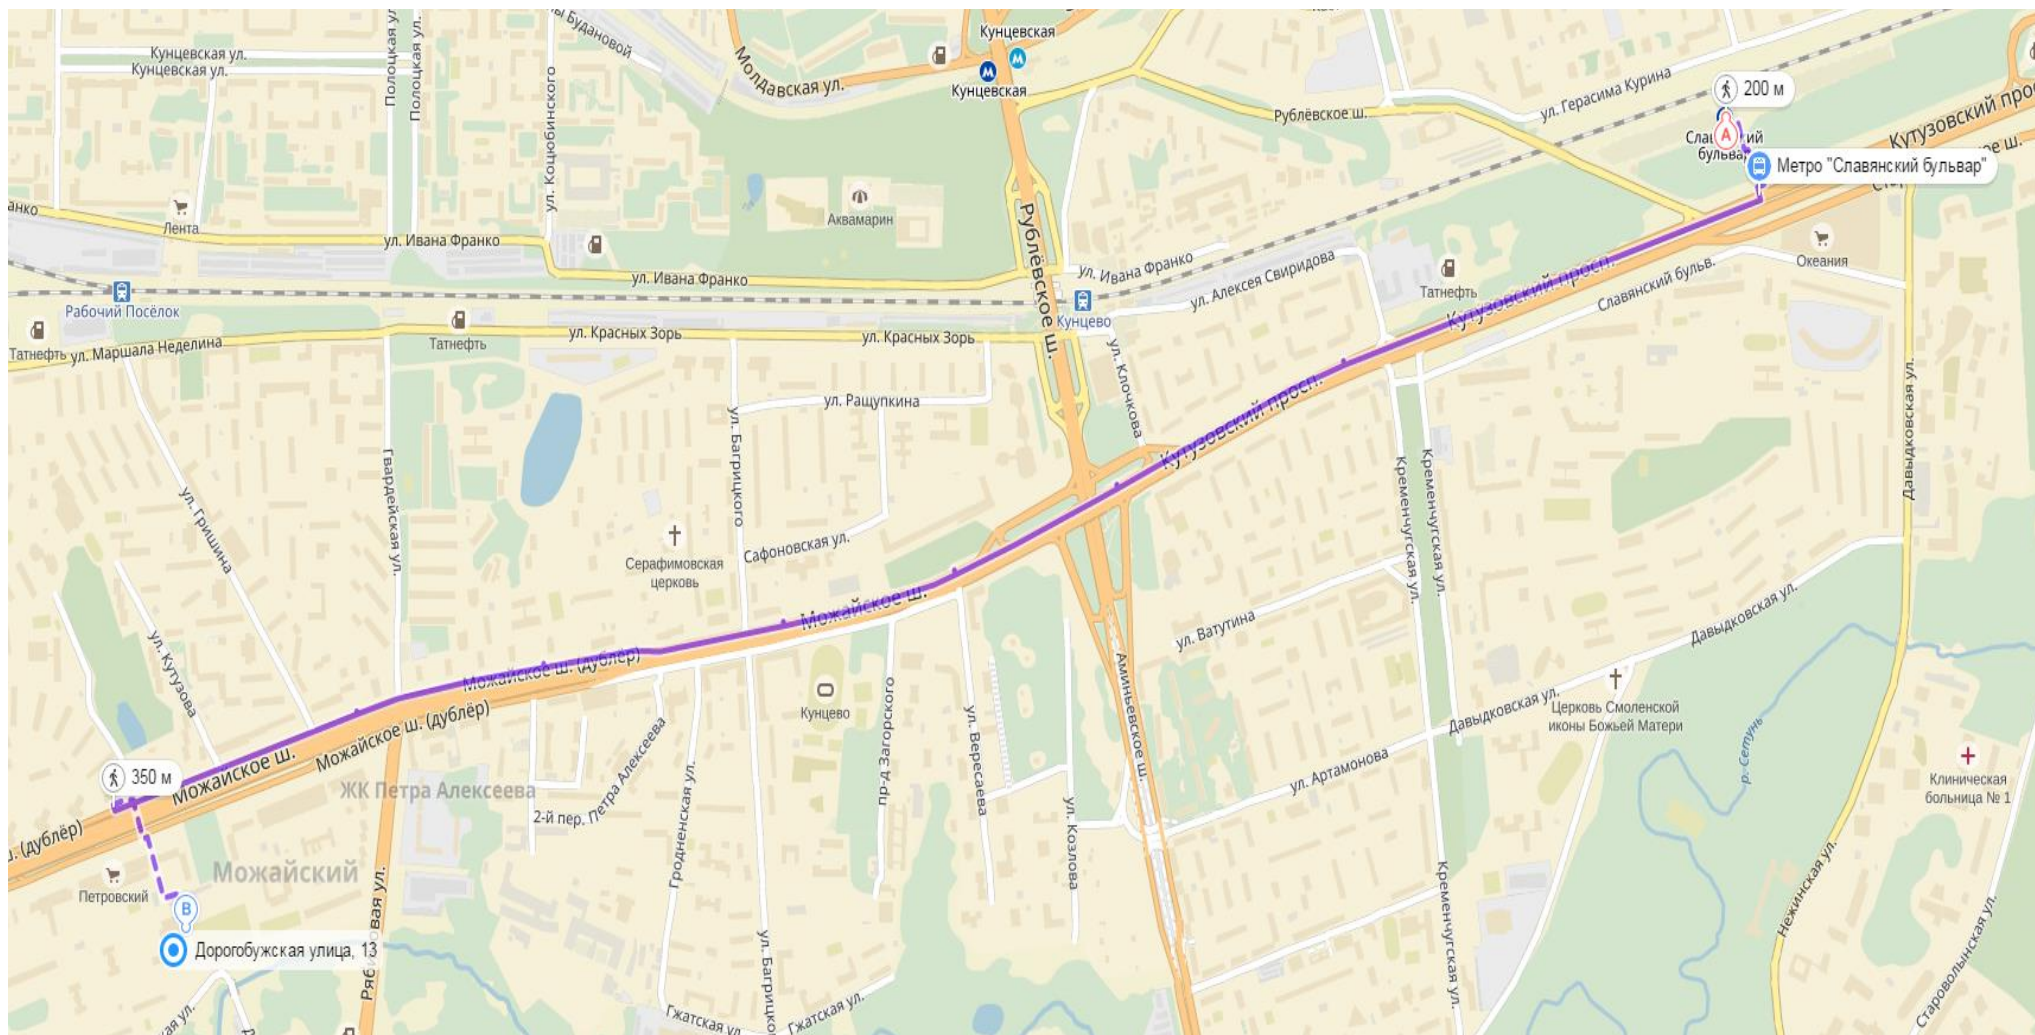 Кунцевская ул.
Кунцевская ул.
Полоцкая ул.
Полоцкая ул.
ул. Коцюбинского
Будановой
Молдавская ул.
Кунцевская
Кунцевская
Рублёвское ш.
ул. Герасима Курина
200 м
A
Славянский
бульвар
Метро "Славянский бульвар"
Кутузовский
Лента
Аквамарин
ул. Ивана Франко
ул. Ивана Франко
ул. Ивана Франко
Рублёвское ш.
ул. Алексея Свиридова
Татнефть
Океания
Кутузовский просп.
Славянский бульв.
Рабочий Посёлок
Кунцево
Татнефть
ул. Маршала Неделина
Татнефть
ул. Красных Зорь
ул. Красных Зорь
ул. Клочкова
ул. Ращупкина
ул. Багрицкого
Гвардейская ул.
ул. Гришина
Кутузовский просп.
Кременчугская ул.
Кременчугская ул.
Давыдковская ул.
Серафимовская
церковь
Сафоновская ул.
ул. Кутузова
Можайское ш.
Можайское ш. (дублёр)
Можайское ш. (дублёр)
Можайское ш.
ул. Ватутина
Давыдковская ул.
Давыдковская ул.
Церковь Смоленской
иконы Божьей Матери
р. Сетунь
Кунцево
пр-д Загорского
ул. Вересаева
Аминьевское ш.
ул. Артамонова
ул. Козлова
Клиническая
больница № 1
350 м
ЖК Петра Алексеева
2-й пер. Петра Алексеева
Гродненская ул.
ш. (дублёр)
Петровский
Можайский
B
Дорогобужская улица, 13
ул. Багрицкого
Кременчугская ул.
Нежинская ул.
Староволынская ул.
Гжатская ул.
Гжатская ул.